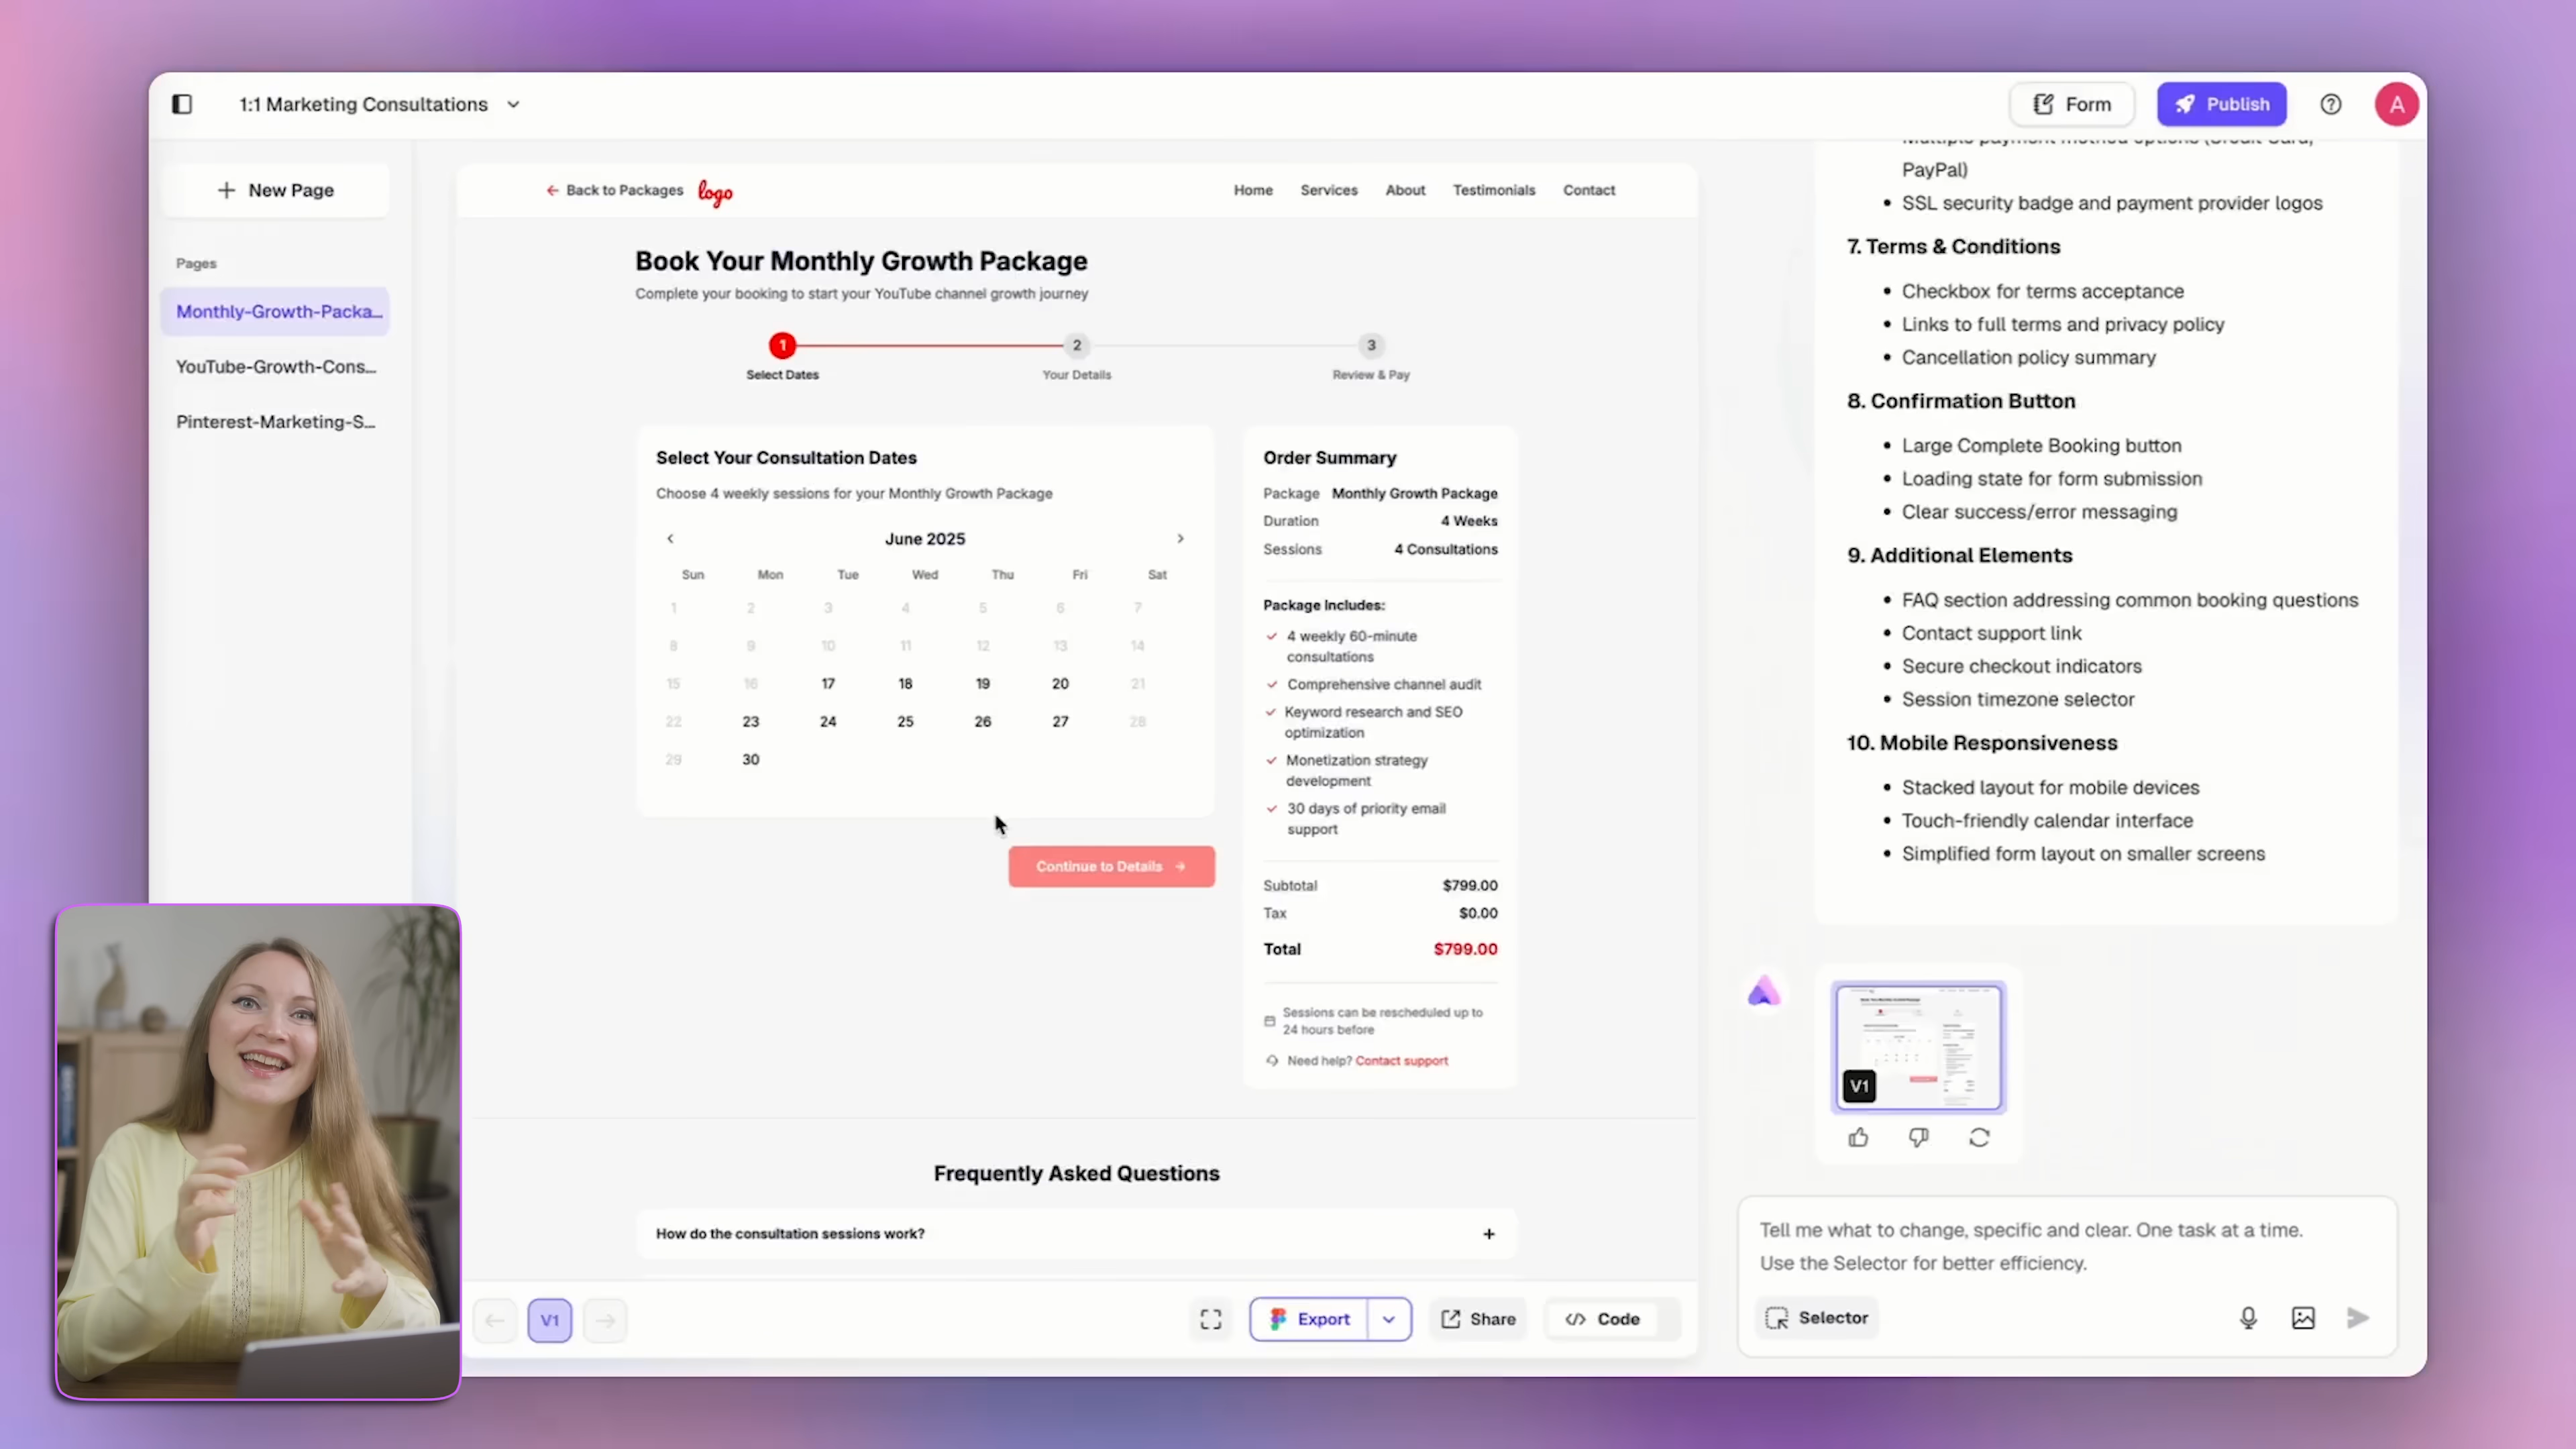 1:1 Marketing Consultations
Form
Publish
?
A
New Page
Pages
Monthly-Growth-Packa...
YouTube-Growth-Cons...
Pinterest-Marketing-S...
← Back to Packages
logo
Home
Services
About
Testimonials
Contact
Book Your Monthly Growth Package
Complete your booking to start your YouTube channel growth journey
1
2
3
Select Dates
Your Details
Review & Pay
Select Your Consultation Dates
Choose 4 weekly sessions for your Monthly Growth Package
June 2025
Sun Mon Tue Wed Thu Fri Sat
1 2 3 4 5 6 7
8 9 10 11 12 13 14
15 16 17 18 19 20 21
22 23 24 25 26 27 28
29 30
Continue to Details →
Order Summary
Package Monthly Growth Package
Duration 4 Weeks
Sessions 4 Consultations
Package Includes:
4 weekly 60-minute
consultations
Comprehensive channel audit
Keyword research and SEO
optimization
Monetization strategy
development
30 days of priority email
support
Subtotal $799.00
Tax $0.00
Total $799.00
Sessions can be rescheduled up to
24 hours before
Need help? Contact support
Frequently Asked Questions
How do the consultation sessions work? +
V1
Export
Share
Code
Multiple payment method options (Credit Card,
PayPal)
• SSL security badge and payment provider logos
7. Terms & Conditions
• Checkbox for terms acceptance
• Links to full terms and privacy policy
• Cancellation policy summary
8. Confirmation Button
• Large Complete Booking button
• Loading state for form submission
• Clear success/error messaging
9. Additional Elements
• FAQ section addressing common booking questions
• Contact support link
• Secure checkout indicators
• Session timezone selector
10. Mobile Responsiveness
• Stacked layout for mobile devices
• Touch-friendly calendar interface
• Simplified form layout on smaller screens
V1
Tell me what to change, specific and clear. One task at a time.
Use the Selector for better efficiency.
Selector